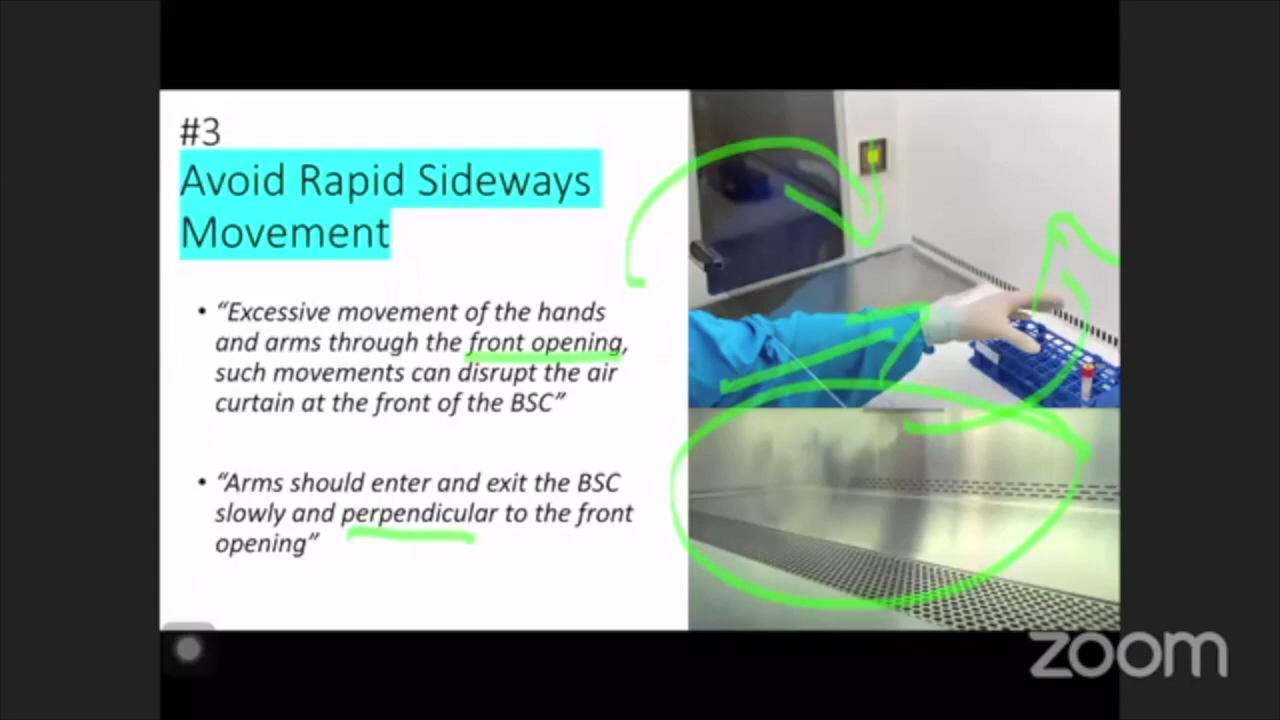 #3
Avoid Rapid Sideways
Movement
• “Excessive movement of the hands
and arms through the front opening,
such movements can disrupt the air
curtain at the front of the BSC”
• “Arms should enter and exit the BSC
slowly and perpendicular to the front
opening”
zoom